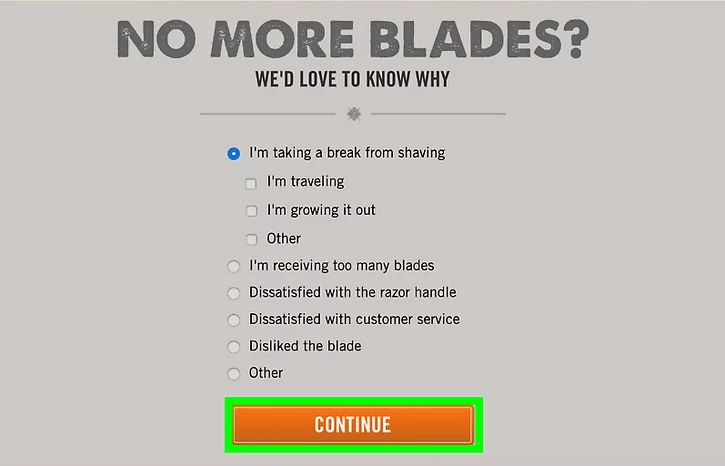 NO MORE BLADES?
WE'D LOVE TO KNOW WHY
I'm taking a break from shaving
I'm traveling
I'm growing it out
Other
I'm receiving too many blades
Dissatisfied with the razor handle
Dissatisfied with customer service
Disliked the blade
Other
CONTINUE